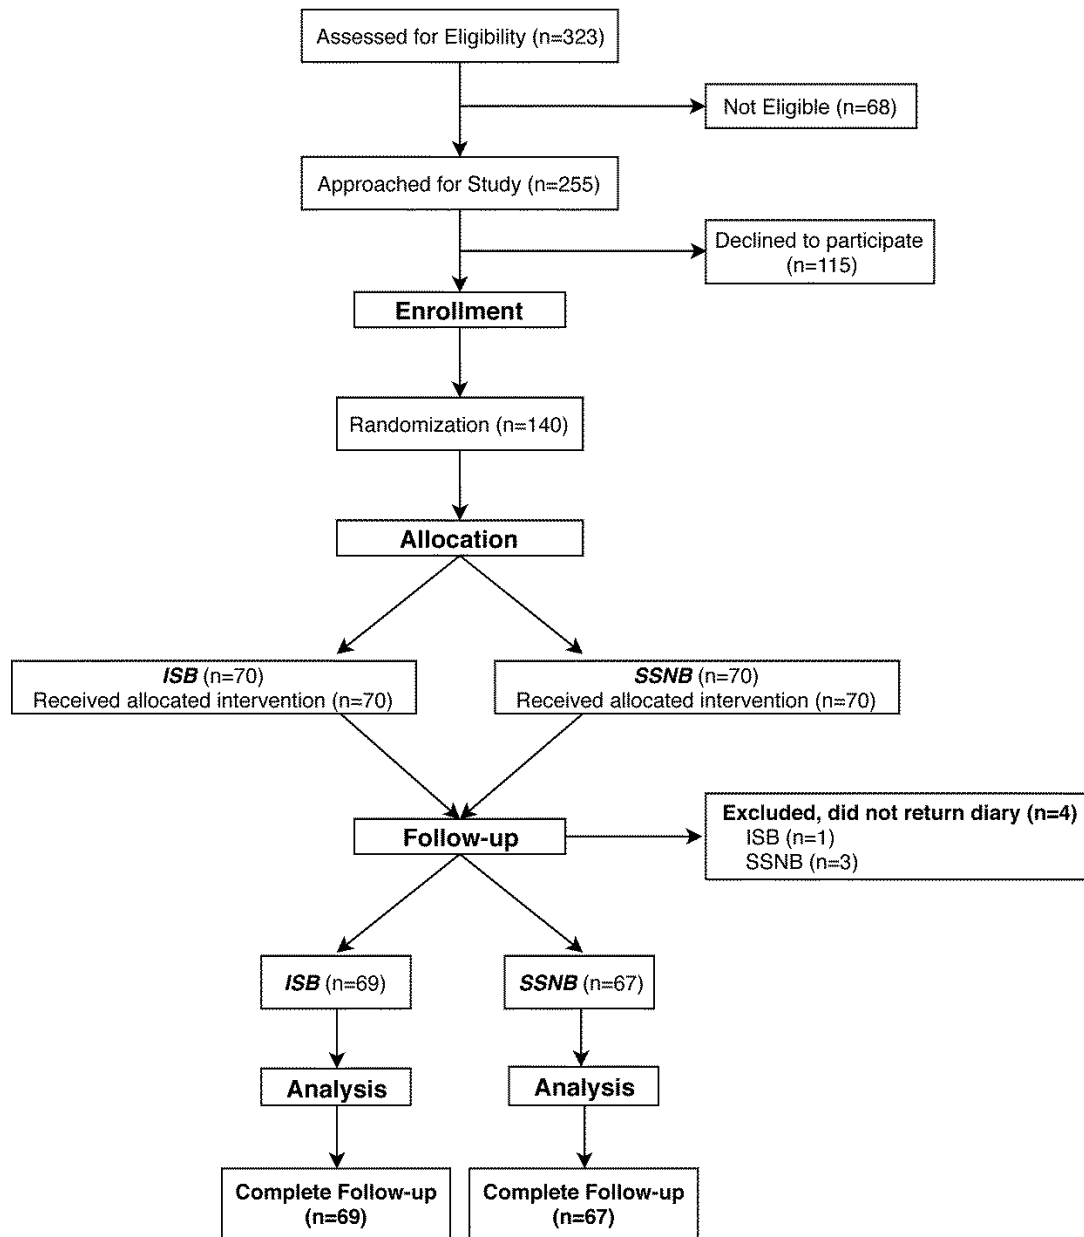 Assessed for Eligibility (n=323)
Not Eligible (n=68)
Approached for Study (n=255)
Declined to participate
(n=115)
Enrollment
Randomization (n=140)
Allocation
ISB (n=70)
Received allocated intervention (n=70)
SSNB (n=70)
Received allocated intervention (n=70)
Follow-up
Excluded, did not return diary (n=4)
ISB (n=1)
SSNB (n=3)
ISB (n=69)
SSNB (n=67)
Analysis
Analysis
Complete Follow-up
(n=69)
Complete Follow-up
(n=67)